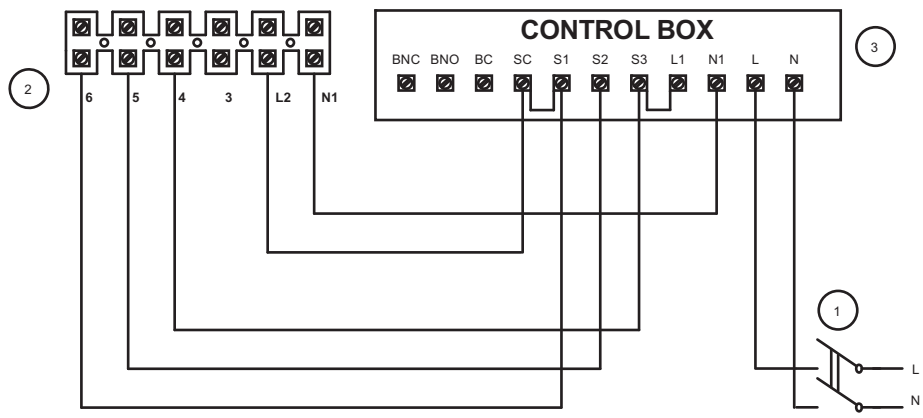 CONTROL BOX
BNC BNO BC SC S1 S2 S3 L1 N1 L N
3
2
6 5 4 3 L2 N1
1
L
N